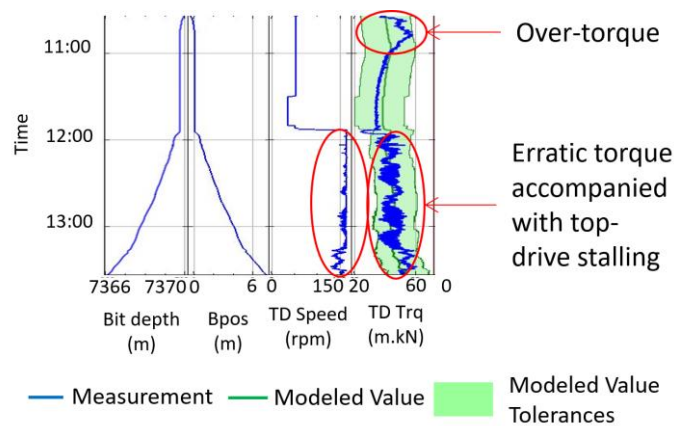 Over-torque
11:00
12:00
Time
Erratic torque
accompanied
with top-
drive stalling
13:00
7366 73700 6 0 150 20 60 0
Bit depth Bpos TD Speed TD Trq
(m) (m) (rpm) (m.kN)
Measurement Modeled Value Modeled Value
Tolerances